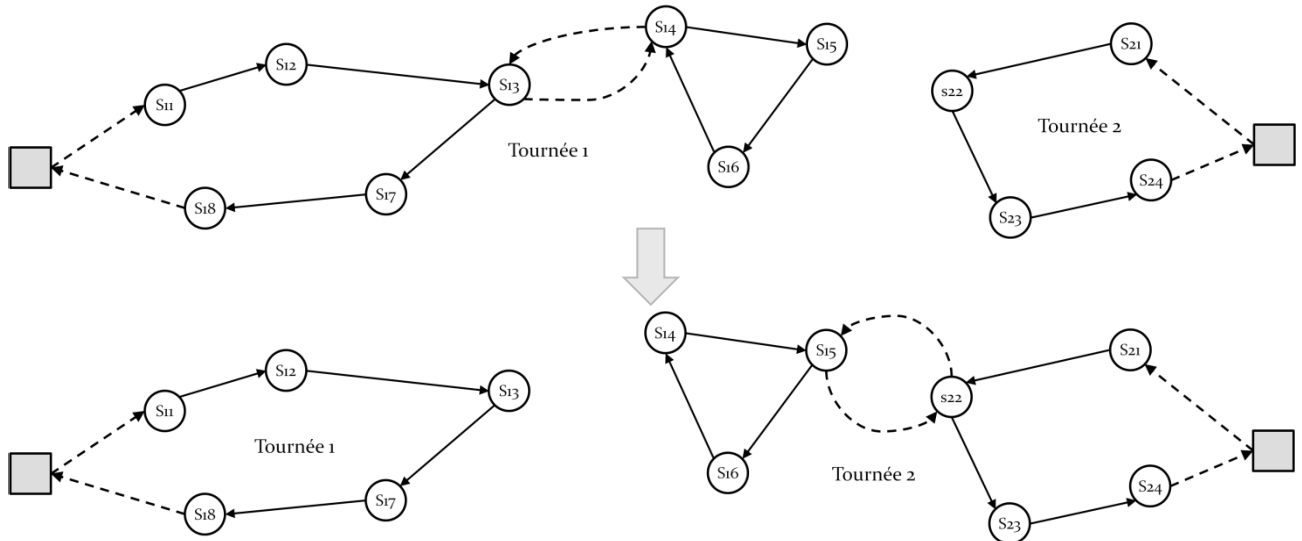 S14
S15
S21
S12
S13
s22
S11
Tournée 2
Tournée 1
S16
S24
S17
S18
S23
S14
S15
S21
S12
S13
s22
S11
Tournée 1
S16
Tournée 2
S24
S17
S18
S23